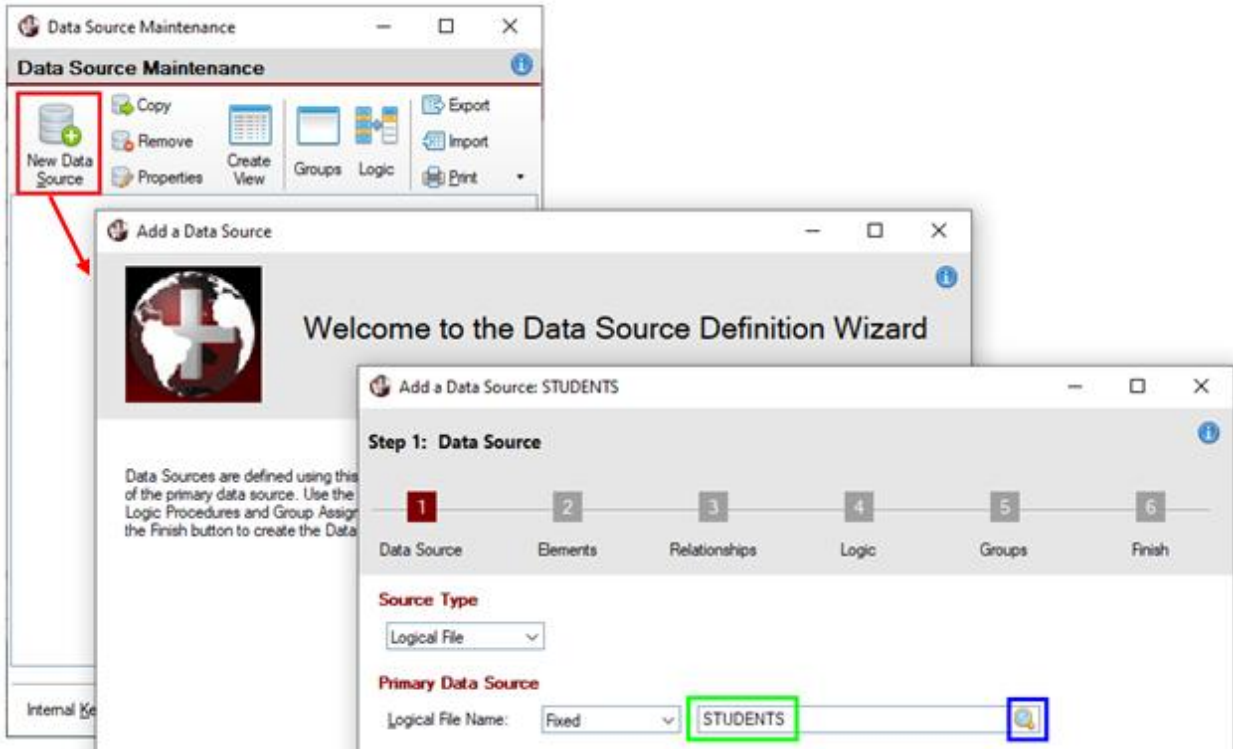 Data Source Maintenance
Data Source Maintenance
New Data
Source
Copy
Remove
Properties
Create
View
Groups
Logic
Export
Import
Print
Add a Data Source
Welcome to the Data Source Definition Wizard
Data Sources are defined using this
of the primary data source. Use the
Logic Procedures and Group Assign
the Finish button to create the Data
Internal Ke
Add a Data Source: STUDENTS
Step 1: Data Source
1 2 3 4 5 6
Data Source Elements Relationships Logic Groups Finish
Source Type
Logical File
Primary Data Source
Logical File Name: Fixed STUDENTS